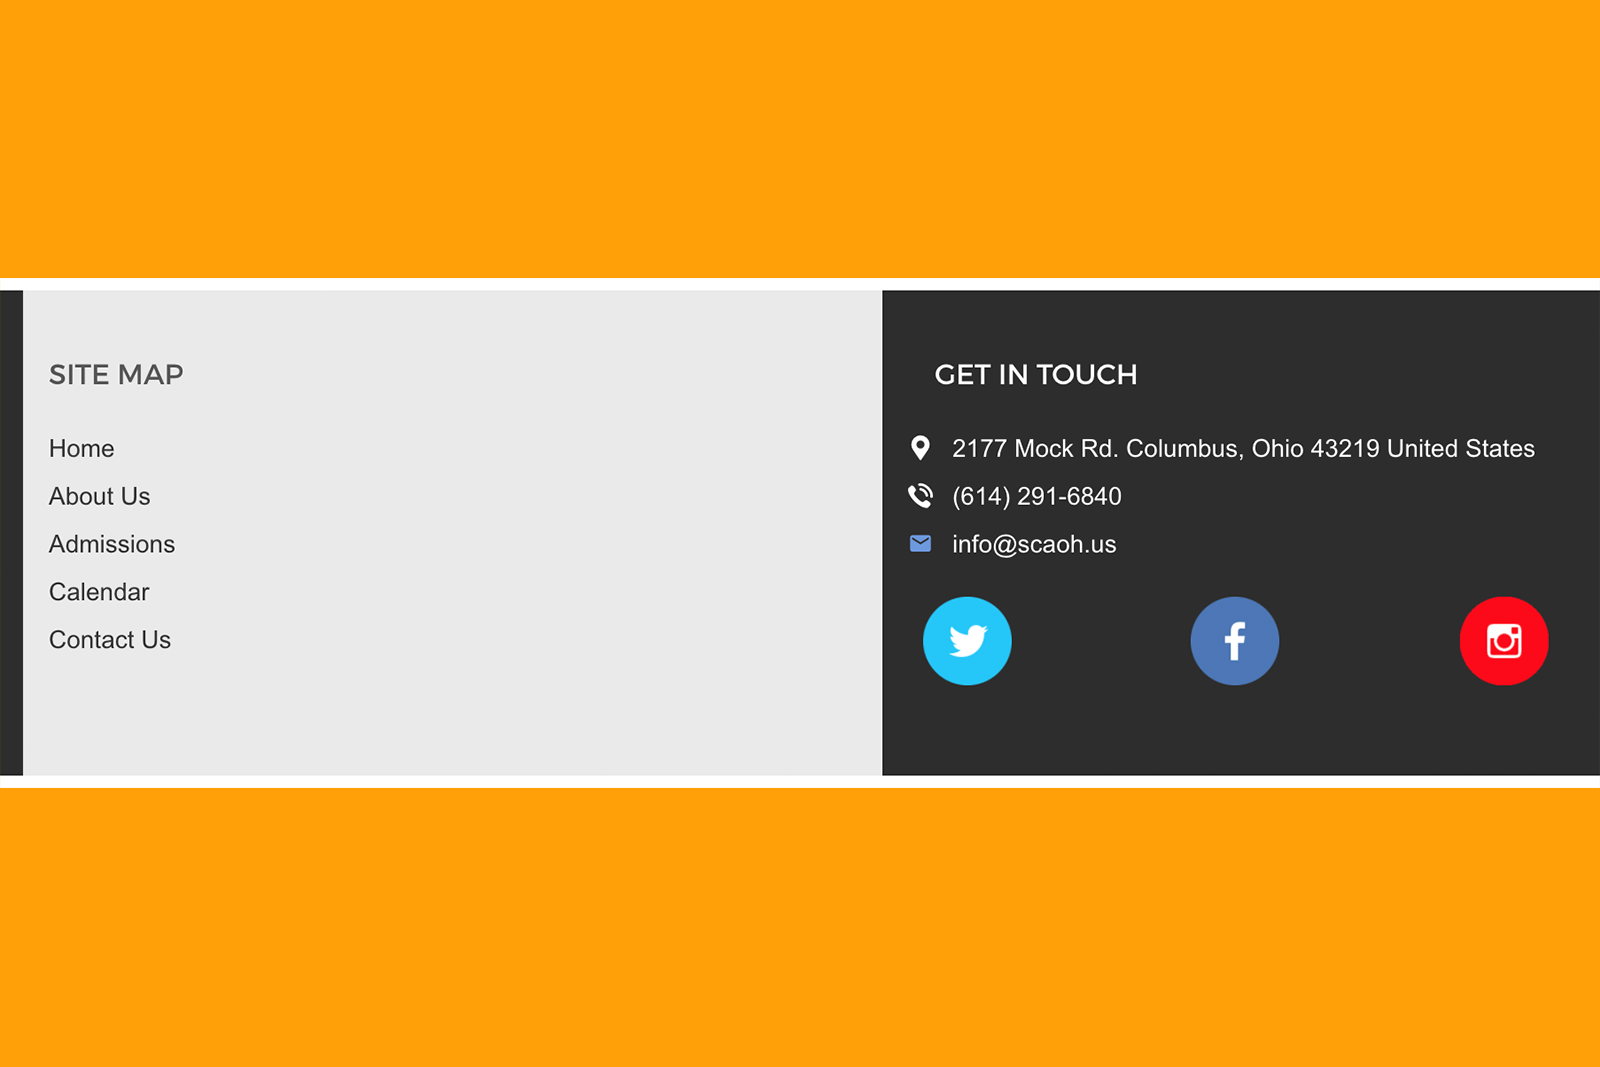 SITE MAP
Home
About Us
Admissions
Calendar
Contact Us
GET IN TOUCH
2177 Mock Rd. Columbus, Ohio 43219 United States
(614) 291-6840
info@scaoh.us